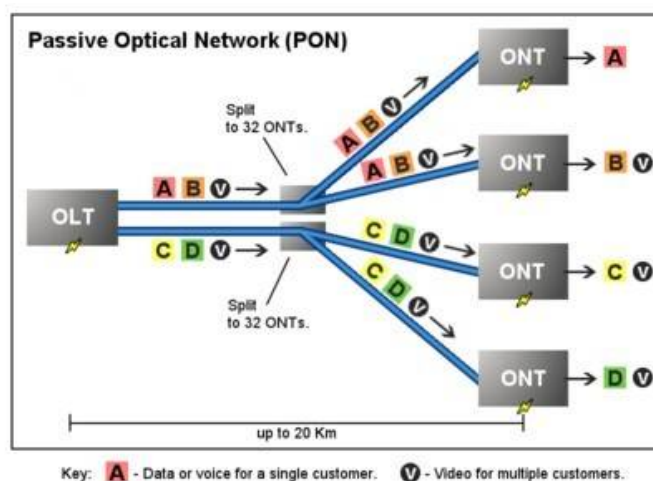 Passive Optical Network (PON)
Split
to 32 ONTs.
A B V
ONT
A
A B V
ONT
B V
A B V
OLT
C D V
C D V
ONT
C V
C D V
Split
to 32 ONTs.
ONT
D V
up to 20 Km
Key: A - Data or voice for a single customer. V - Video for multiple customers.